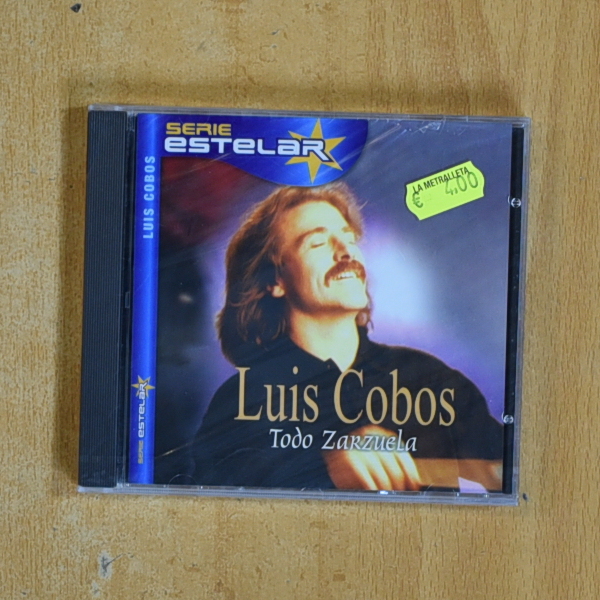 SERIE
ESTELAR
LA METRALLETA
€ 4.00
LUIS COBOS
SERIE ESTELAR
Luis Cobos
Todo Zarzuela